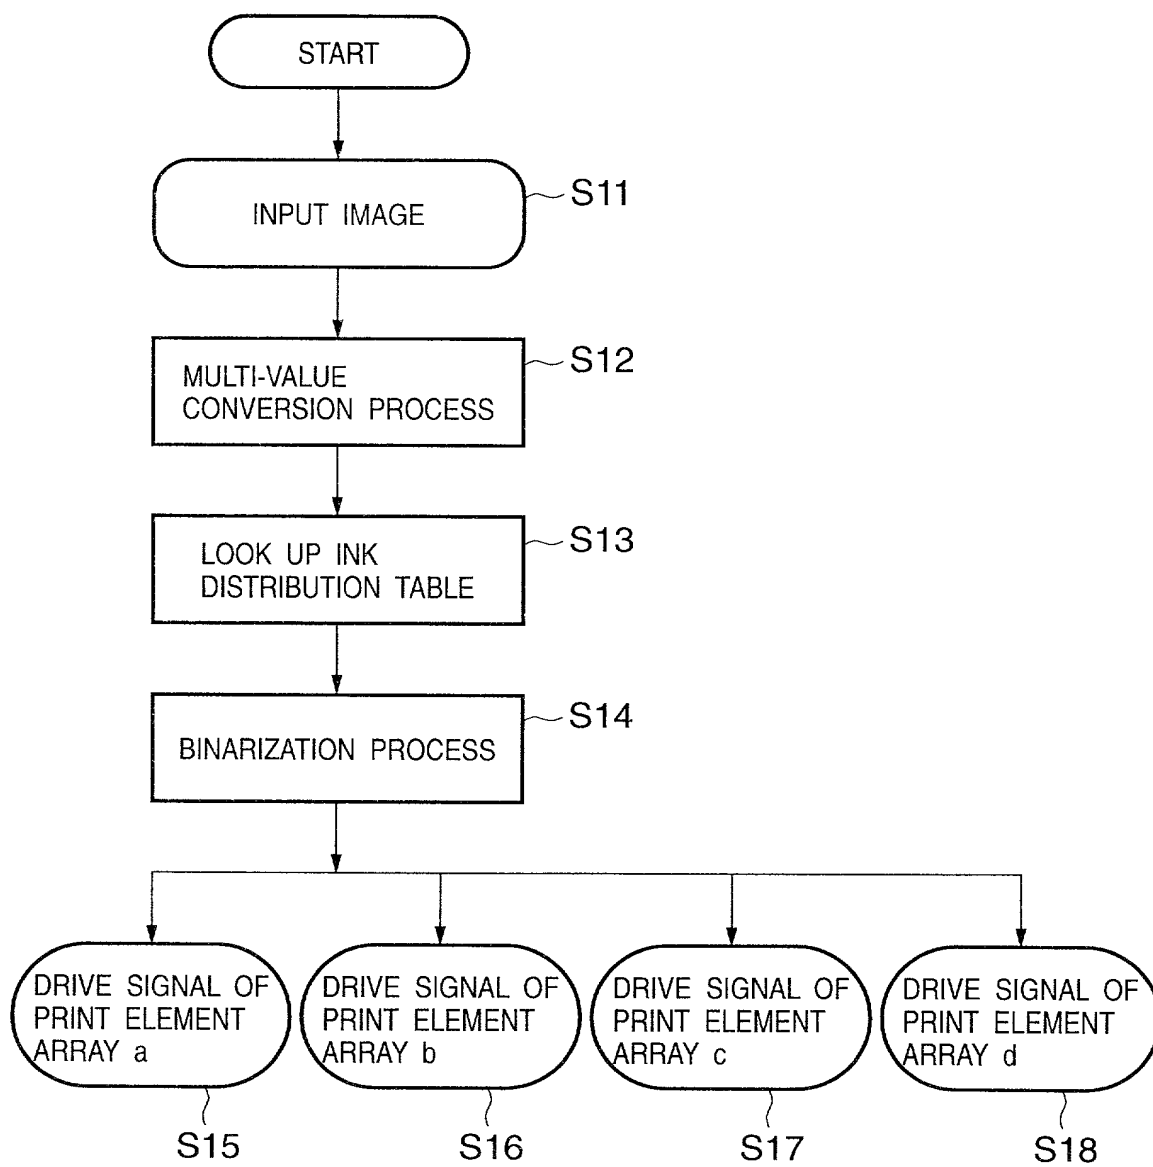 START
INPUT IMAGE
S11
MULTI-VALUE
CONVERSION PROCESS
S12
LOOK UP INK
DISTRIBUTION TABLE
S13
BINARIZATION PROCESS
S14
DRIVE SIGNAL OF
PRINT ELEMENT
ARRAY a
DRIVE SIGNAL OF
PRINT ELEMENT
ARRAY b
DRIVE SIGNAL OF
PRINT ELEMENT
ARRAY c
DRIVE SIGNAL OF
PRINT ELEMENT
ARRAY d
S15
S16
S17
S18